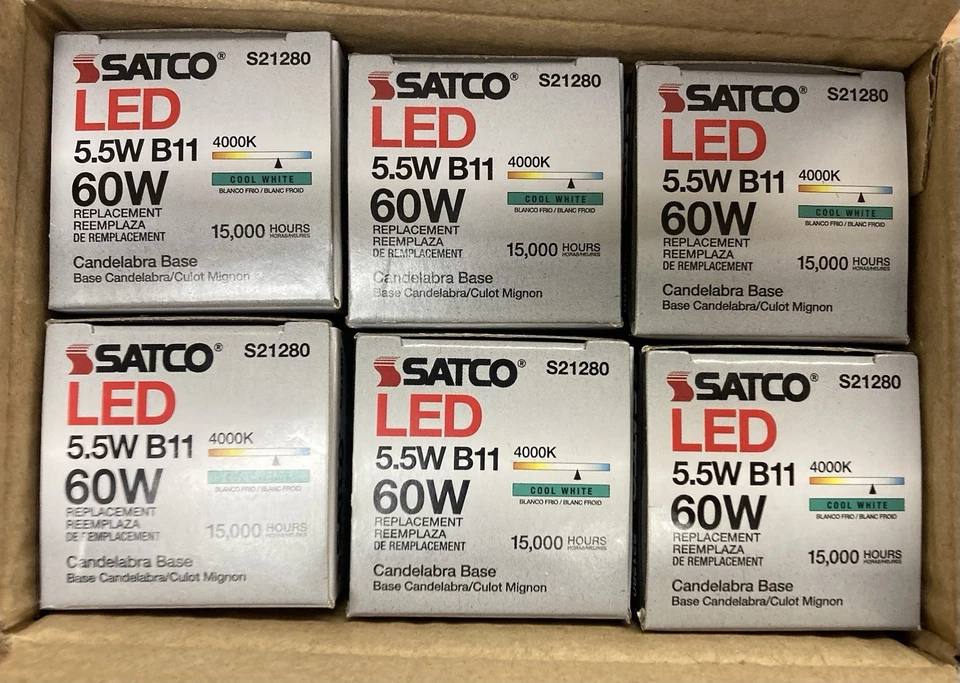 SATCO® S21280
LED
5.5W B11 4000K
COOL WHITE
BLANCO FRIO / BLANC FROID
60W
REPLACEMENT
REEMPLAZA
DE REMPLACEMENT
15,000 HOURS
HORAS/HEURES
Candelabra Base
Base Candelabra/Culot Mignon
SATCO® S21280
LED
5.5W B11 4000K
COOL WHITE
BLANCO FRIO / BLANC FROID
60W
REPLACEMENT
REEMPLAZA
DE REMPLACEMENT
15,000 HOURS
HORAS/HEURES
Candelabra Base
Base Candelabra/Culot Mignon
SATCO® S21280
LED
5.5W B11 4000K
COOL WHITE
BLANCO FRIO / BLANC FROID
60W
REPLACEMENT
REEMPLAZA
DE REMPLACEMENT
15,000 HOURS
HORAS/HEURES
Candelabra Base
Base Candelabra/Culot Mignon
SATCO® S21280
LED
5.5W B11 4000K
BLANCO FRIO / BLANC FROID
60W
REPLACEMENT
REEMPLAZA
DE REMPLACEMENT
15,000 HOURS
HORAS/HEURES
Candelabra Base
Base Candelabra/Culot Mignon
SATCO® S21280
LED
5.5W B11 4000K
COOL WHITE
BLANCO FRIO / BLANC FROID
60W
REPLACEMENT
REEMPLAZA
DE REMPLACEMENT
15,000 HOURS
HORAS/HEURES
Candelabra Base
Base Candelabra/Culot Mignon
SATCO® S21280
LED
5.5W B11 4000K
COOL WHITE
BLANCO FRIO / BLANC FROID
60W
REPLACEMENT
REEMPLAZA
DE REMPLACEMENT
15,000 HOURS
HORAS/HEURES
Candelabra Base
Base Candelabra/Culot Mignon